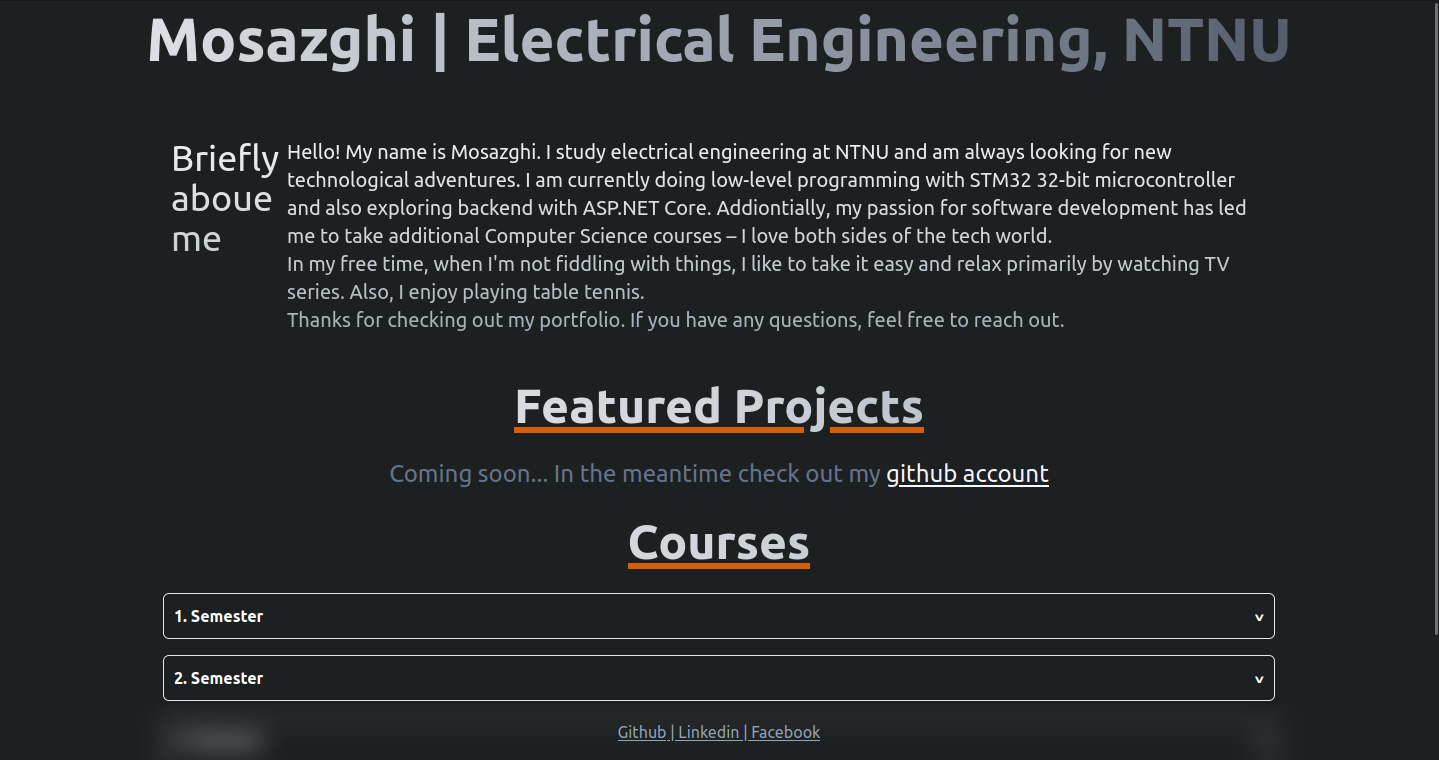 Mosazghi | Electrical Engineering, NTNU
Briefly
aboue
me
Hello! My name is Mosazghi. I study electrical engineering at NTNU and am always looking for new
technological adventures. I am currently doing low-level programming with STM32 32-bit microcontroller
and also exploring backend with ASP.NET Core. Addiontially, my passion for software development has led
me to take additional Computer Science courses – I love both sides of the tech world.
In my free time, when I'm not fiddling with things, I like to take it easy and relax primarily by watching TV
series. Also, I enjoy playing table tennis.
Thanks for checking out my portfolio. If you have any questions, feel free to reach out.
Featured Projects
Coming soon... In the meantime check out my github account
Courses
1. Semester
2. Semester
Github | Linkedin | Facebook